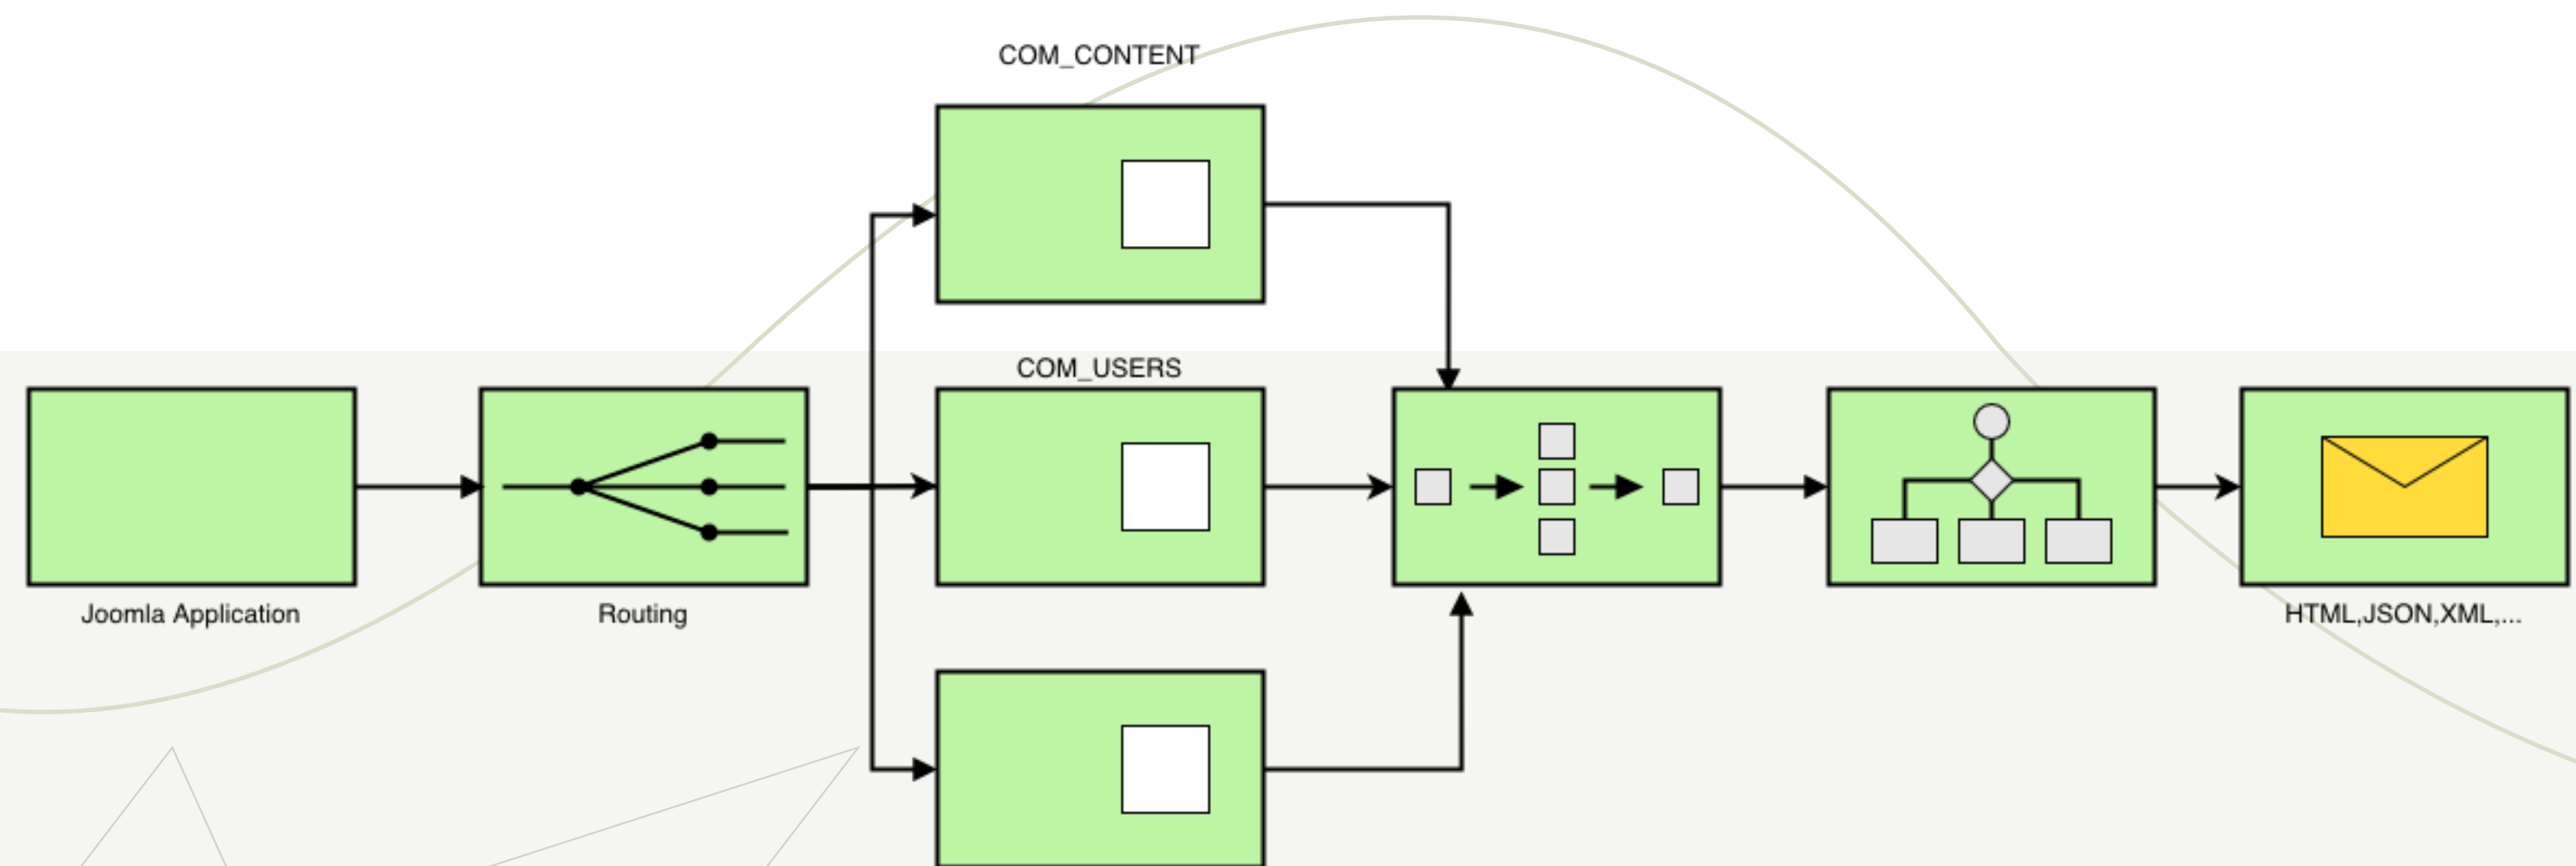 COM_CONTENT
COM_USERS
Joomla Application
Routing
HTML,JSON,XML,...